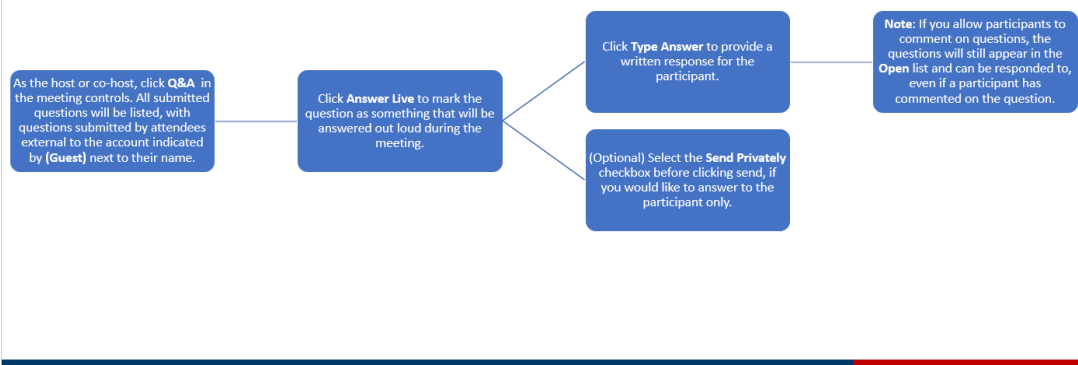 As the host or co-host, click Q&A in
the meeting controls. All submitted
questions will be listed, with
questions submitted by attendees
external to the account indicated
by (Guest) next to their name.
Click Answer Live to mark the
question as something that will be
answered out loud during the
meeting.
Click Type Answer to provide a
written response for the
participant.
(Optional) Select the Send Privately
checkbox before clicking send, if
you would like to answer to the
participant only.
Note: If you allow participants to
comment on questions, the
questions will still appear in the
Open list and can be responded to,
even if a participant has
commented on the question.